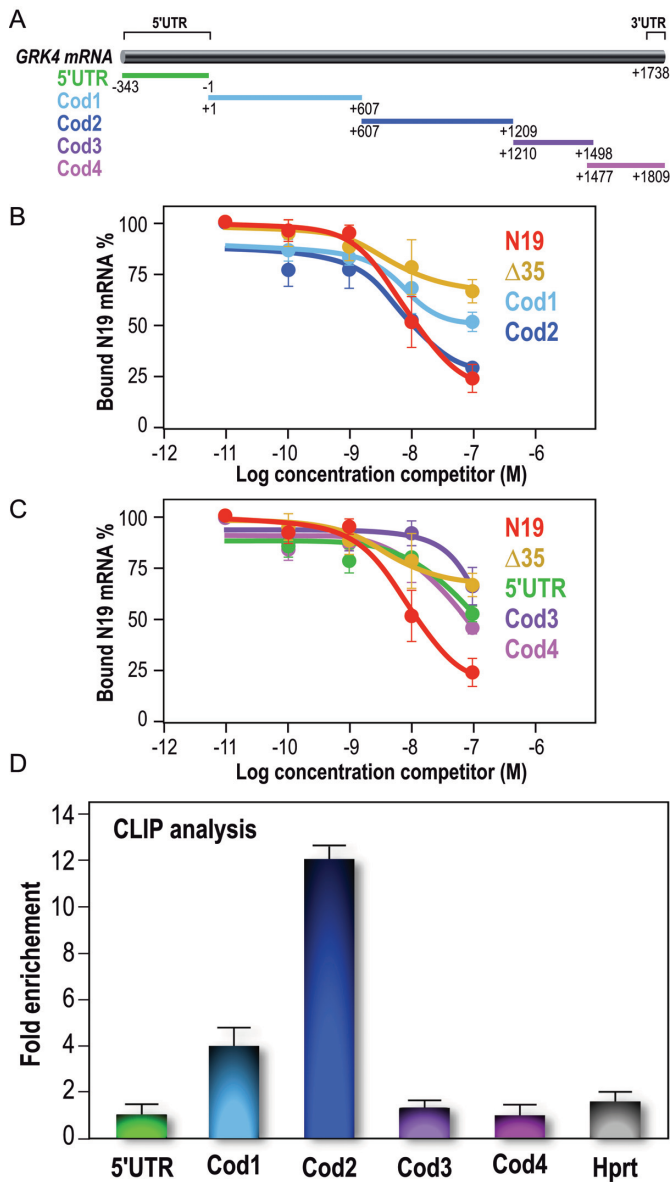 A
5'UTR 3'UTR
GRK4 mRNA
+1738
5'UTR -343 -1
Cod1 +1 +607
Cod2 +607 +1209
Cod3 +1210 +1498
Cod4 +1477 +1809
B
Bound N19 mRNA %
100
75
50
25
0
N19
Δ35
Cod1
Cod2
-12 -11 -10 -9 -8 -7 -6
Log concentration competitor (M)
C
Bound N19 mRNA %
100
75
50
25
0
N19
Δ35
5'UTR
Cod3
Cod4
-12 -11 -10 -9 -8 -7 -6
Log concentration competitor (M)
D
CLIP analysis
Fold enrichement
14
12
10
8
6
4
2
0
5'UTR Cod1 Cod2 Cod3 Cod4 Hprt